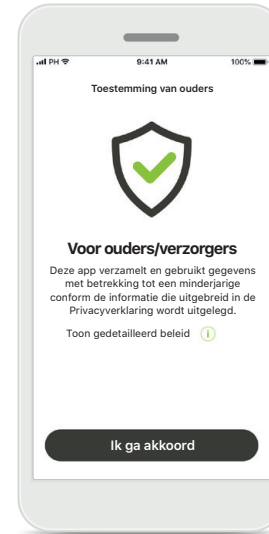 PH 9:41 AM 100%
Toestemming van ouders
Voor ouders/verzorgers
Deze app verzamelt en gebruikt gegevens
met betrekking tot een minderjarige
conform de informatie die uitgebreid in de
Privacyverklaring wordt uitgelegd.
Toon gedetailleerd beleid i
Ik ga akkoord